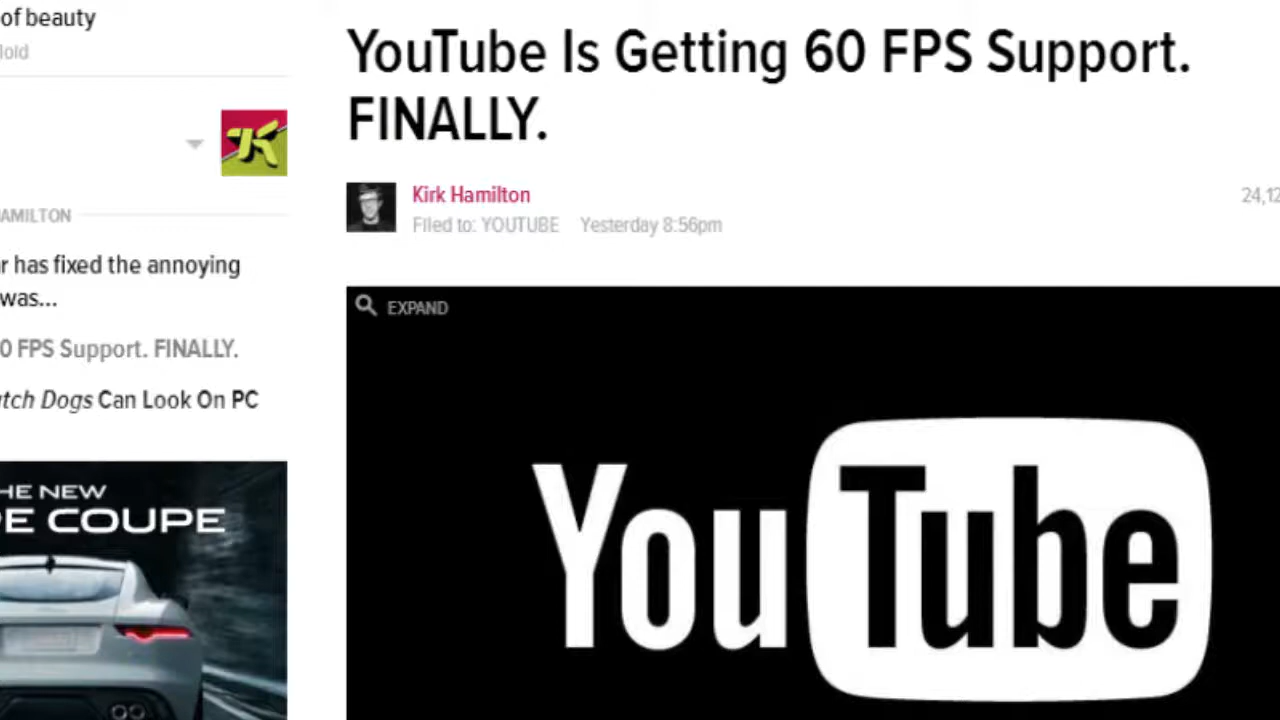 of beauty
AMILTON
r has fixed the annoying
was...
0 FPS Support. FINALLY.
tch Dogs Can Look On PC
HE NEW
E COUPE
YouTube Is Getting 60 FPS Support.
FINALLY.
Kirk Hamilton
Filed to: YOUTUBE Yesterday 8:56pm
24,12
EXPAND
YouTube